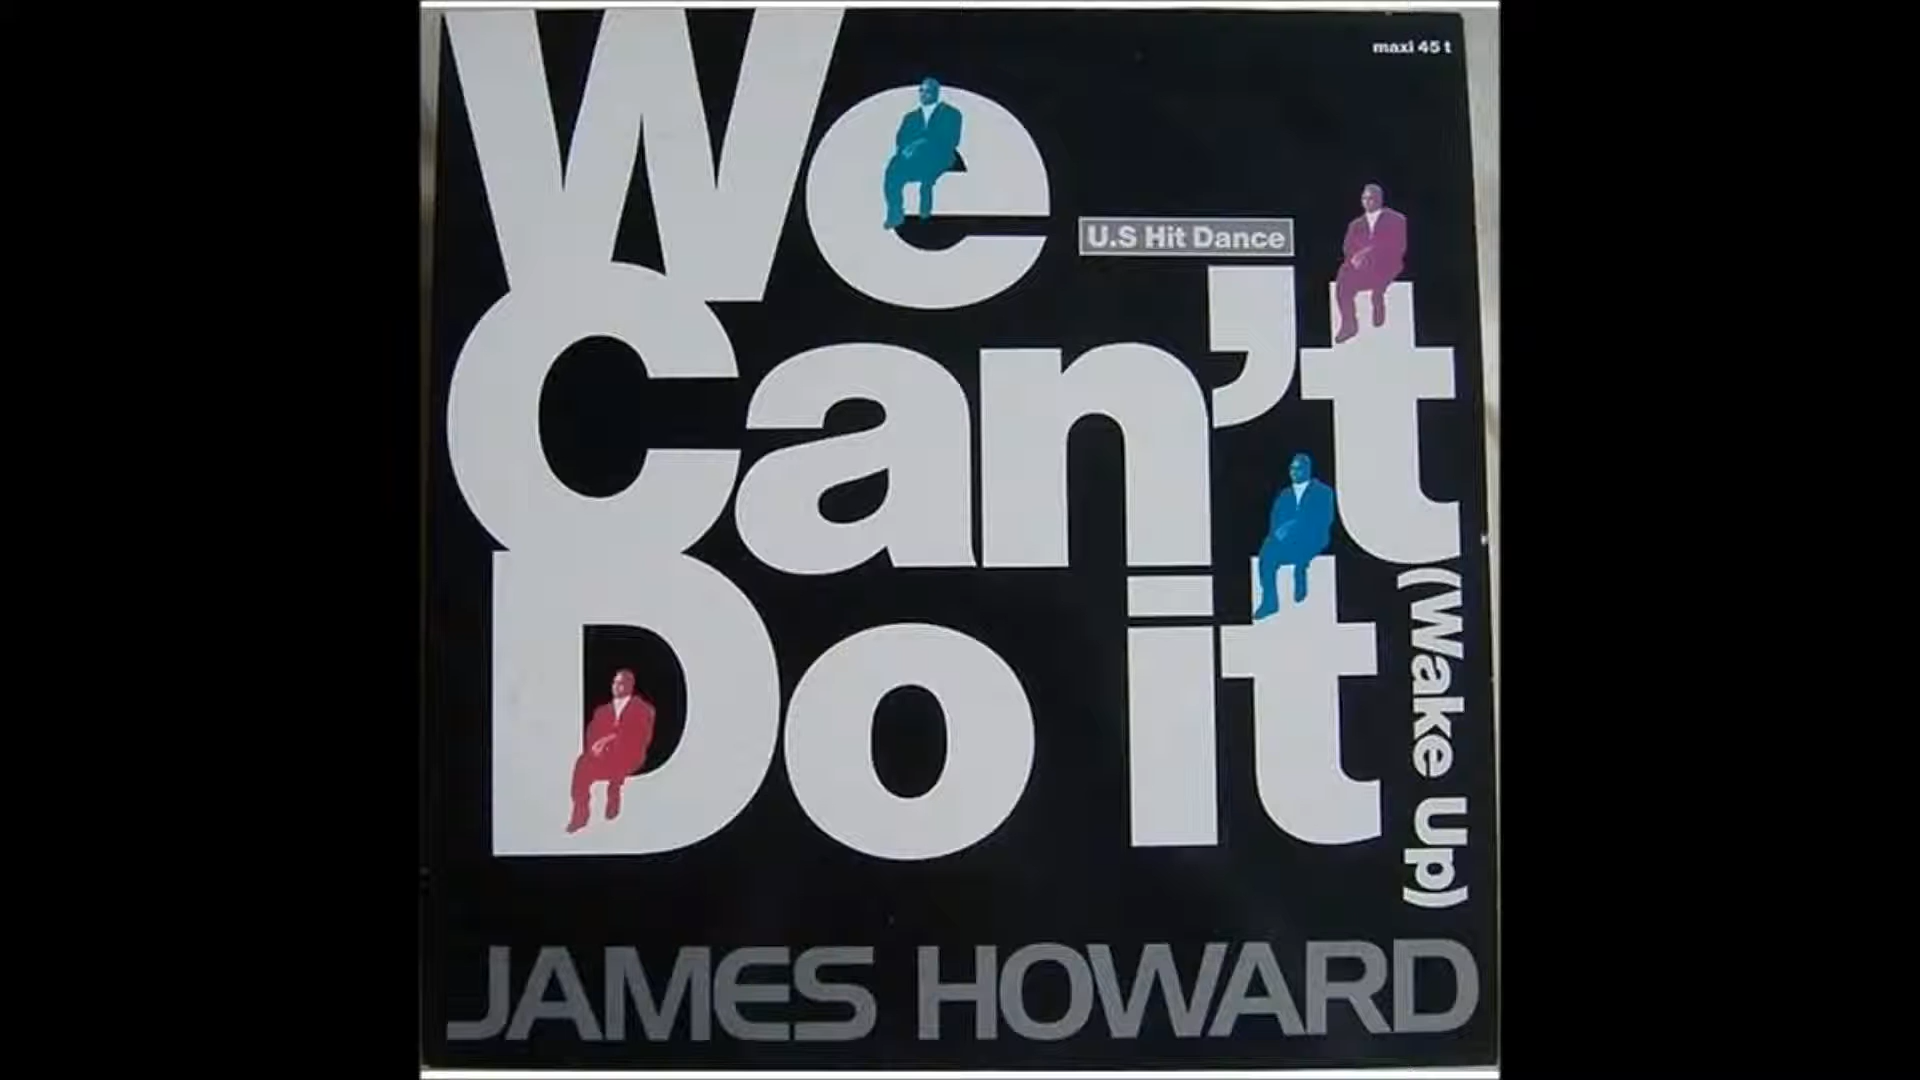 maxi 45 t
We
U.S Hit Dance
Can't
Do it
(Wake Up)
JAMES HOWARD